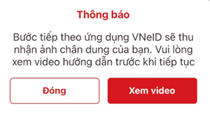 Thông báo
Bước tiếp theo ứng dụng VNeID sẽ thu
nhận ảnh chân dung của bạn. Vui lòng
xem video hướng dẫn trước khi tiếp tục
Đóng
Xem video